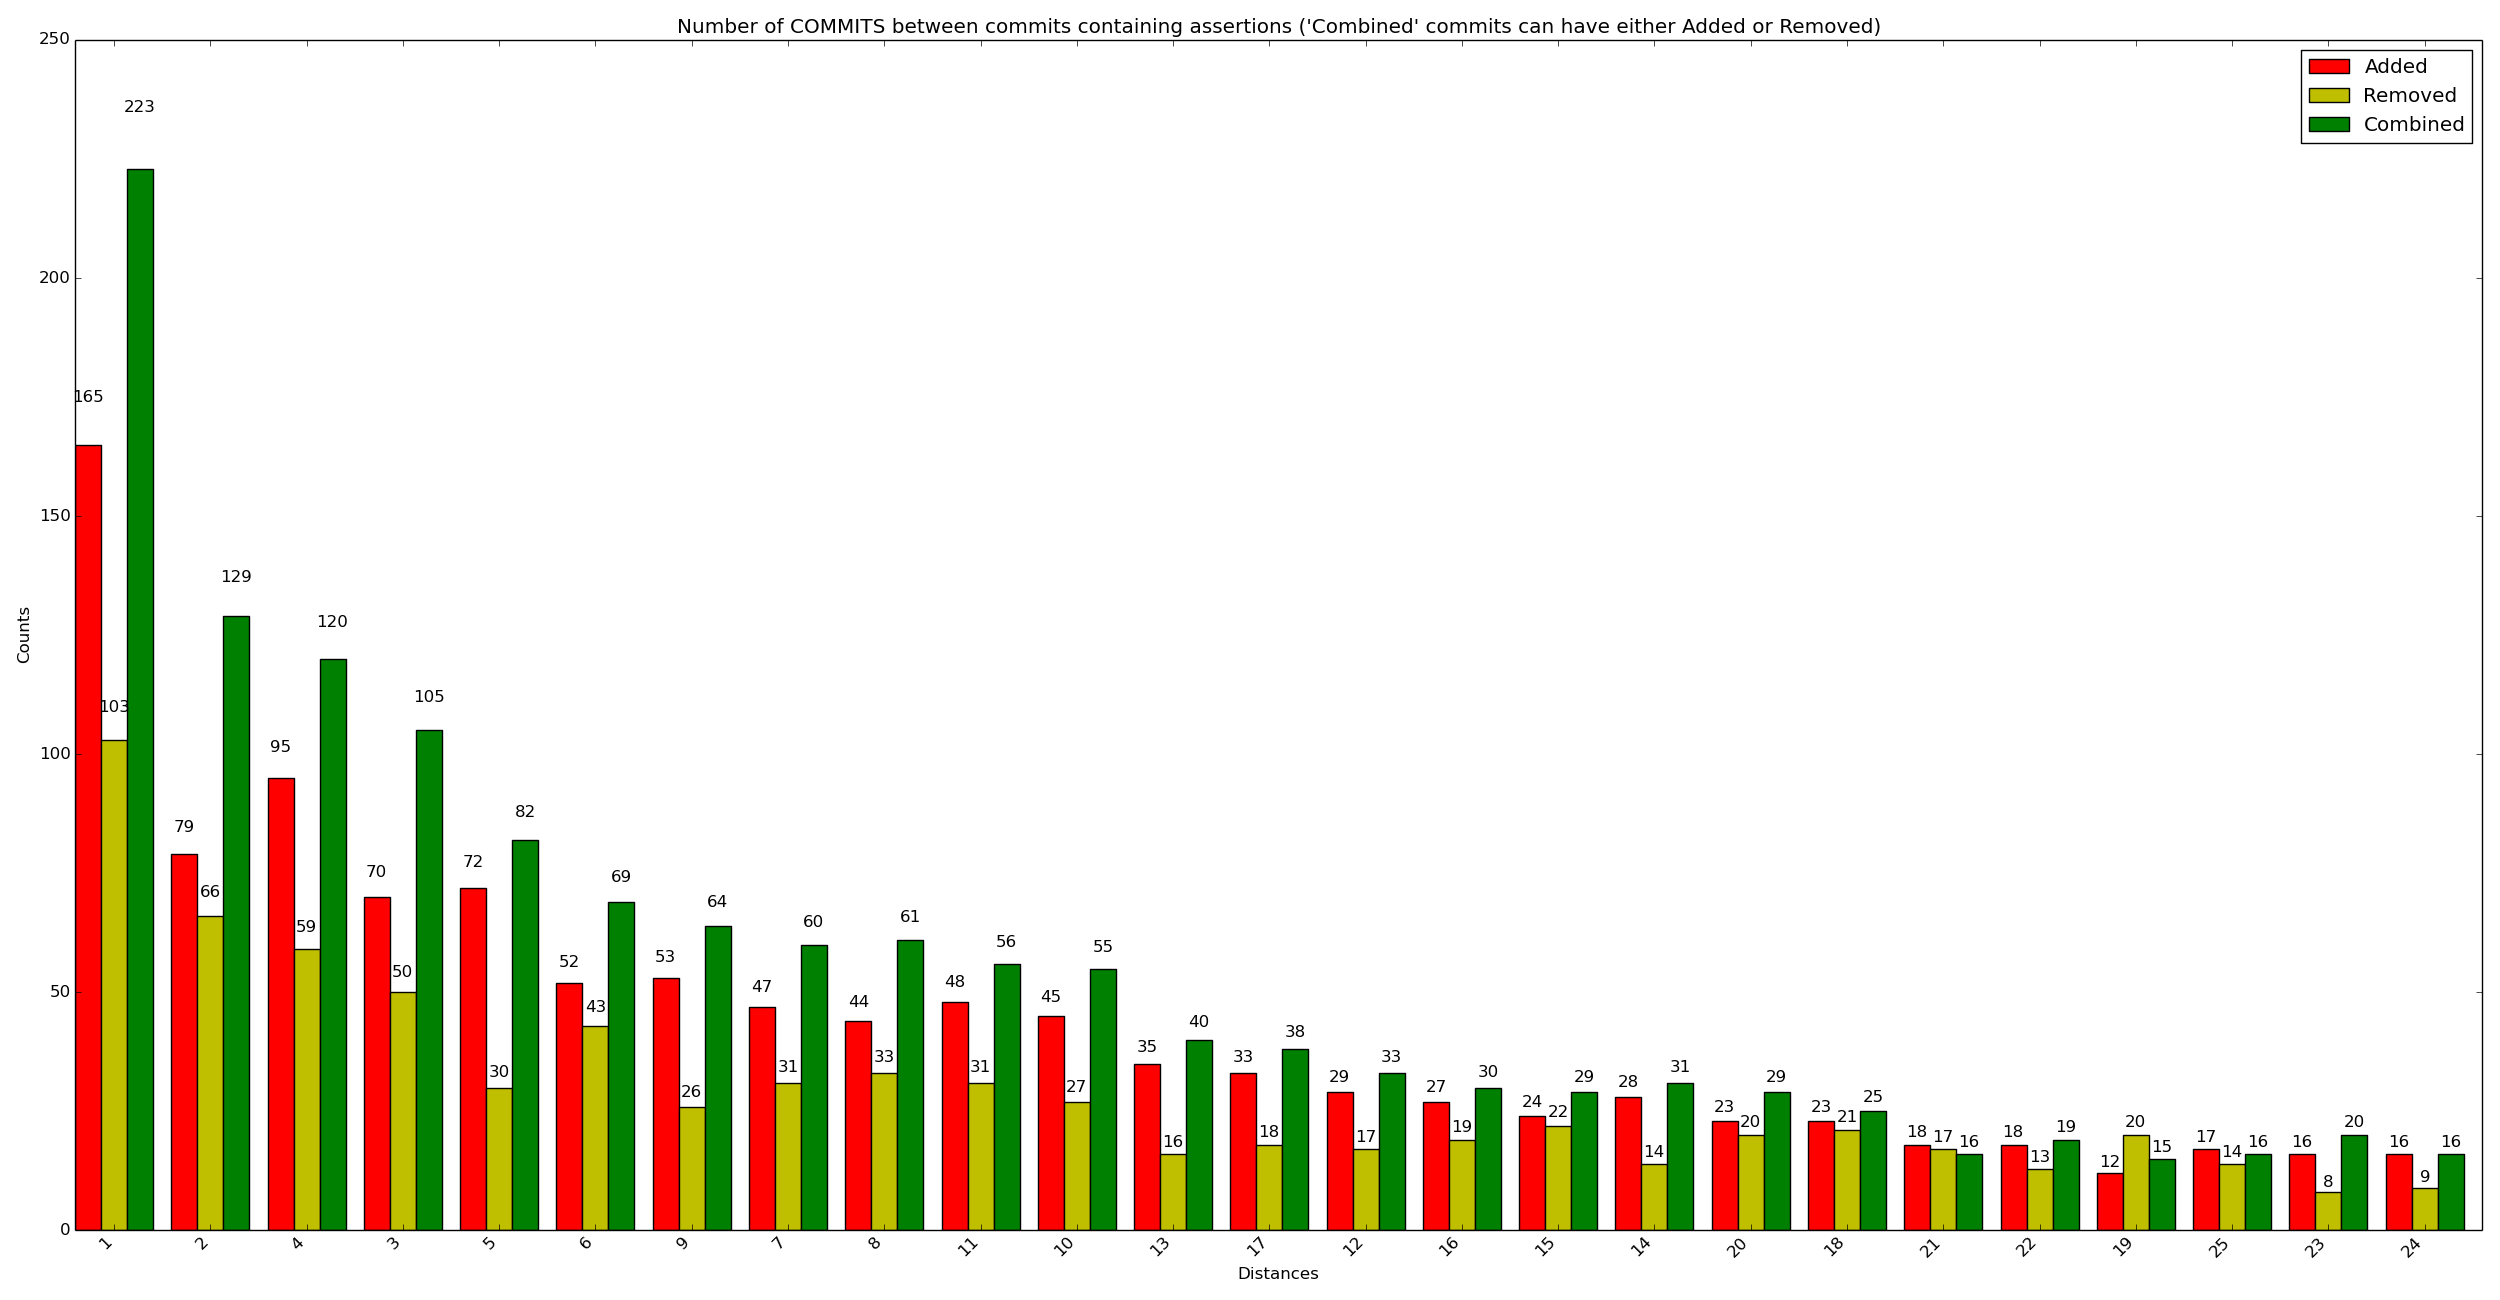 Number of COMMITS between commits containing assertions ('Combined' commits can have either Added or Removed)
250
200
150
100
50
0
Counts
Added
Removed
Combined
165 103 223
79 66 129
95 59 120
70 50 105
72 30 82
52 43 69
53 26 64
47 31 60
44 33 61
48 31 56
45 27 55
35 16 40
33 18 38
29 17 33
27 19 30
24 22 29
28 14 31
23 20 29
23 21 25
18 17 16
18 13 19
12 20 15
17 14 16
16 8 20
16 9 16
1 2 4 3 5 6 9 7 8 11 10 13 17 12 16 15 14 20 18 21 22 19 25 23 24
Distances